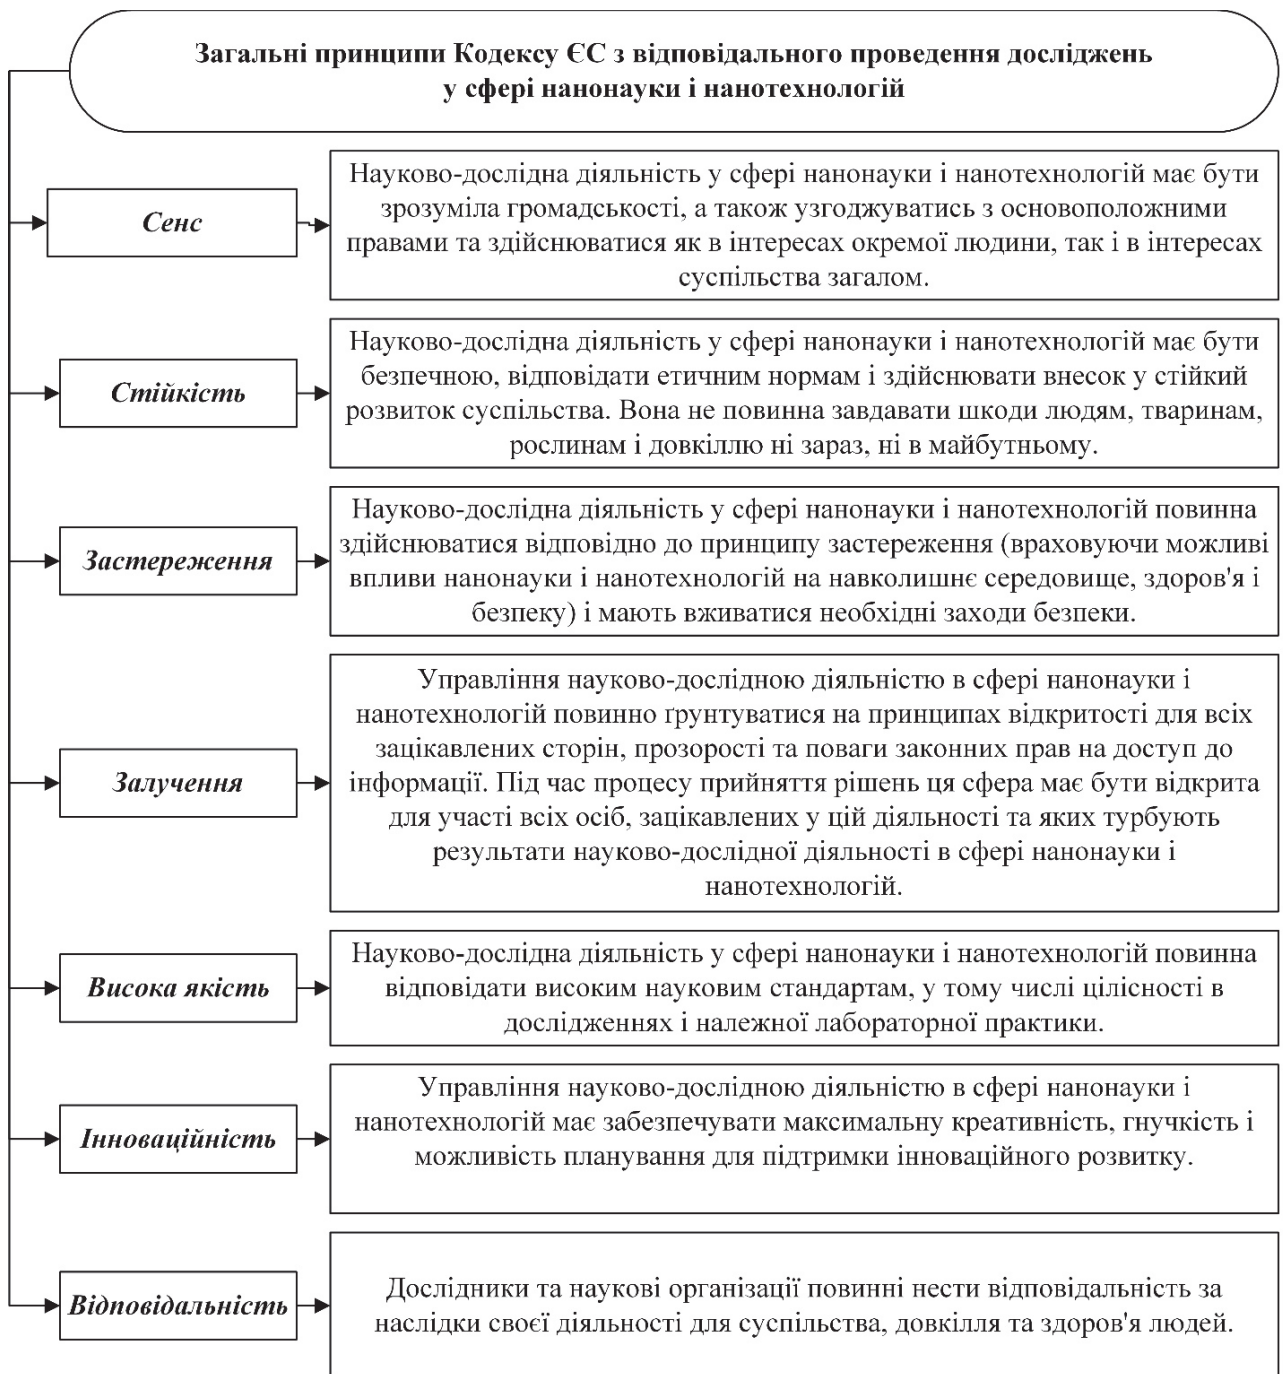 Загальні принципи Кодексу ЄС з відповідального проведення досліджень
у сфері нанонауки і нанотехнологій
Сенс
Науково-дослідна діяльність у сфері нанонауки і нанотехнологій має бути
зрозуміла громадськості, а також узгоджуватись з основоположними
правами та здійснюватися як в інтересах окремої людини, так і в інтересах
суспільства загалом.
Стійкість
Науково-дослідна діяльність у сфері нанонауки і нанотехнологій має бути
безпечною, відповідати етичним нормам і здійснювати внесок у стійкий
розвиток суспільства. Вона не повинна завдавати шкоди людям, тваринам,
рослинам і довкіллю ні зараз, ні в майбутньому.
Застереження
Науково-дослідна діяльність у сфері нанонауки і нанотехнологій повинна
здійснюватися відповідно до принципу застереження (враховуючи можливі
впливи нанонауки і нанотехнологій на навколишнє середовище, здоров'я і
безпеку) і мають вживатися необхідні заходи безпеки.
Залучення
Управління науково-дослідною діяльністю в сфері нанонауки і
нанотехнологій повинно ґрунтуватися на принципах відкритості для всіх
зацікавлених сторін, прозорості та поваги законних прав на доступ до
інформації. Під час процесу прийняття рішень ця сфера має бути відкрита
для участі всіх осіб, зацікавлених у цій діяльності та яких турбують
результати науково-дослідної діяльності в сфері нанонауки і
нанотехнологій.
Висока якість
Науково-дослідна діяльність у сфері нанонауки і нанотехнологій повинна
відповідати високим науковим стандартам, у тому числі цілісності в
дослідженнях і належної лабораторної практики.
Інноваційність
Управління науково-дослідною діяльністю в сфері нанонауки і
нанотехнологій має забезпечувати максимальну креативність, гнучкість і
можливість планування для підтримки інноваційного розвитку.
Відповідальність
Дослідники та наукові організації повинні нести відповідальність за
наслідки своєї діяльності для суспільства, довкілля та здоров'я людей.